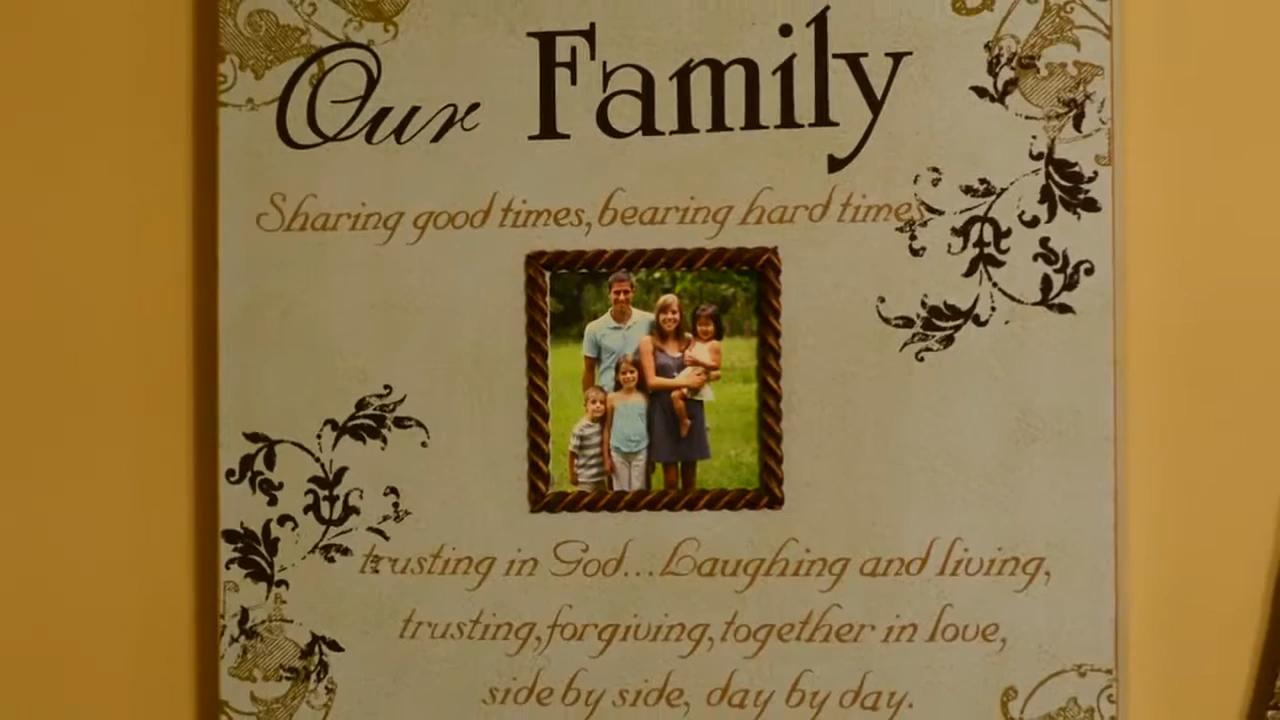 Our Family
Sharing good times, bearing hard times
trusting in God...Laughing and living,
trusting, forgiving, together in love,
side by side, day by day.